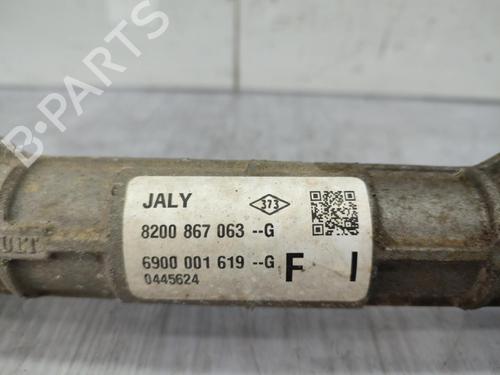 B-PARTS
JALY
373
8200 867 063 --G
6900 001 619 --G
F I
0445624